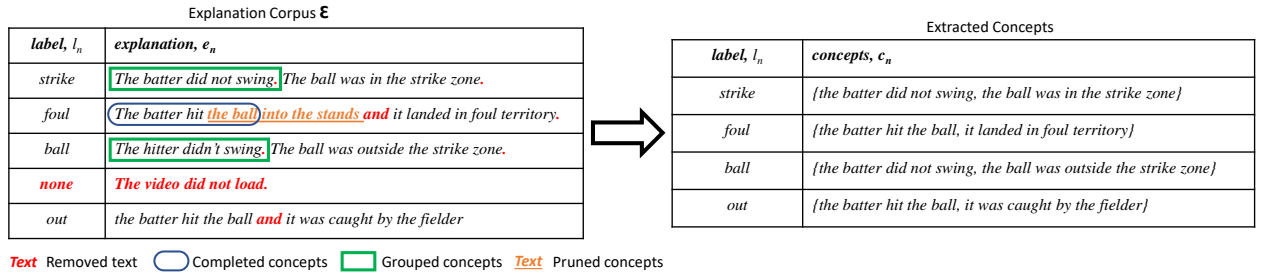 Explanation Corpus ℇ
label, lₙ explanation, eₙ
strike The batter did not swing. The ball was in the strike zone.
foul The batter hit the ball into the stands and it landed in foul territory.
ball The hitter didn't swing. The ball was outside the strike zone.
none The video did not load.
out the batter hit the ball and it was caught by the fielder
Text Removed text Completed concepts Grouped concepts Text Pruned concepts
Extracted Concepts
label, lₙ concepts, cₙ
strike {the batter did not swing, the ball was in the strike zone}
foul {the batter hit the ball, it landed in foul territory}
ball {the batter did not swing, the ball was outside the strike zone}
out {the batter hit the ball, it was caught by the fielder}